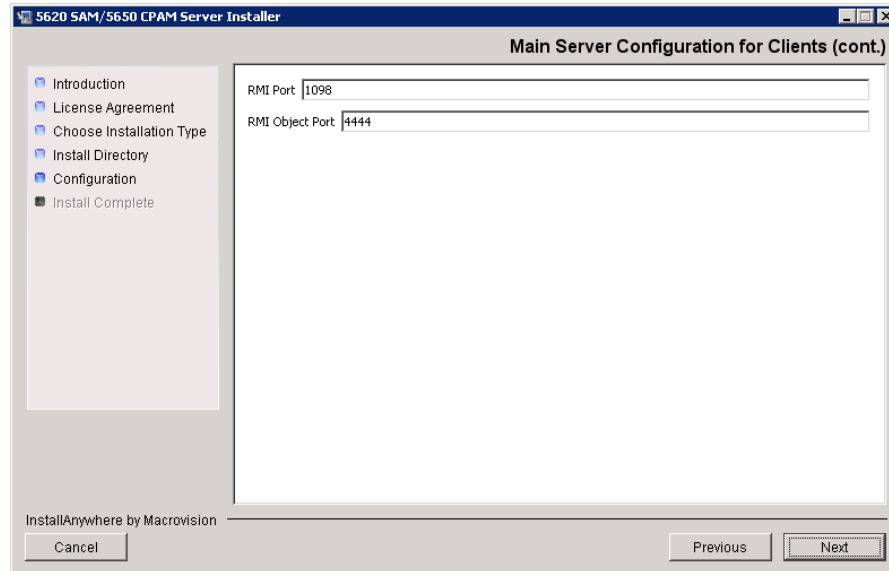 5620 SAM/5650 CPAM Server Installer
Main Server Configuration for Clients (cont.)
Introduction
License Agreement
Choose Installation Type
Install Directory
Configuration
Install Complete
RMI Port 1098
RMI Object Port 4444
InstallAnywhere by Macrovision
Cancel Previous Next